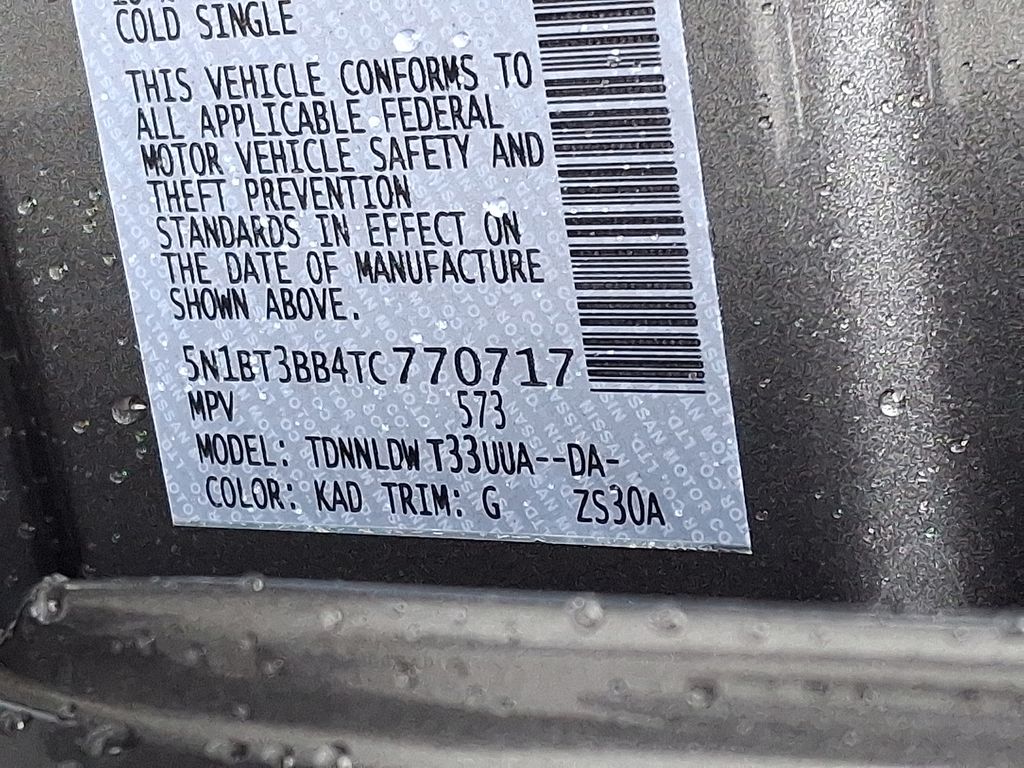 COLD SINGLE
THIS VEHICLE CONFORMS TO
ALL APPLICABLE FEDERAL
MOTOR VEHICLE SAFETY AND
THEFT PREVENTION
STANDARDS IN EFFECT ON
THE DATE OF MANUFACTURE
SHOWN ABOVE.
5N1BT3BB4TC770717
MPV 573
MODEL: TDNNLDW T33UUA--DA-
COLOR: KAD TRIM: G ZS30A